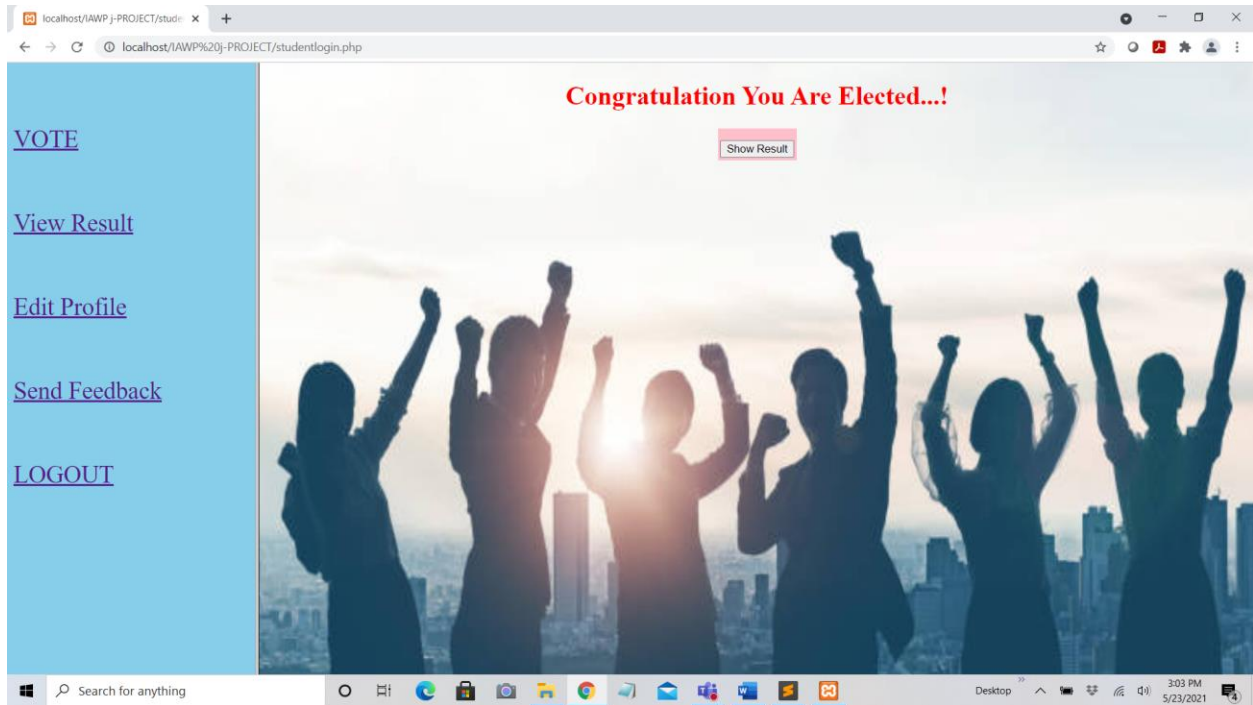 localhost/IAWP j-PROJECT/stude
localhost/IAWP%20j-PROJECT/studentlogin.php
Congratulation You Are Elected...!
Show Result
VOTE
View Result
Edit Profile
Send Feedback
LOGOUT
Search for anything
Desktop
3:03 PM
5/23/2021
4